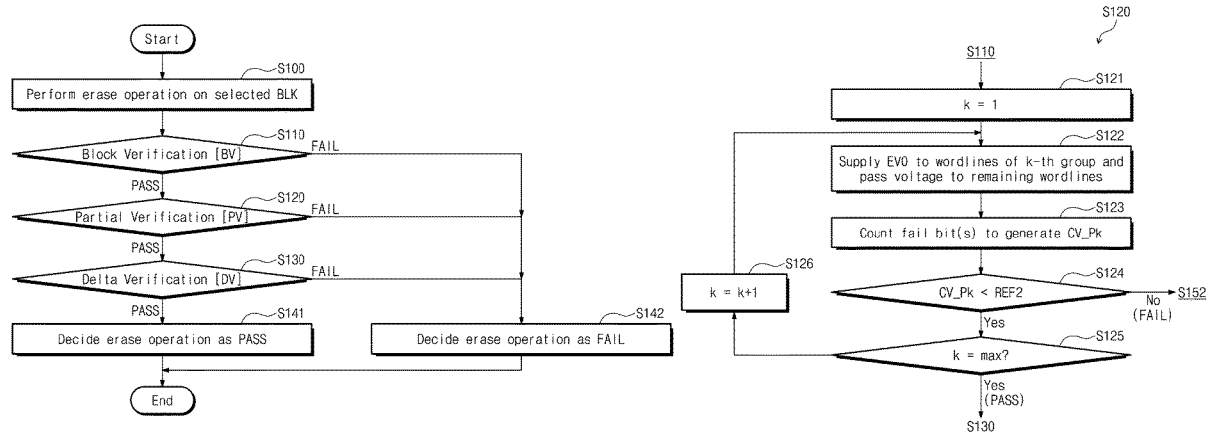 Start
S100
Perform erase operation on selected BLK
S110
Block Verification [BV]
FAIL
PASS
S120
Partial Verification [PV]
FAIL
PASS
S130
Delta Verification [DV]
FAIL
PASS
S141
Decide erase operation as PASS
S142
Decide erase operation as FAIL
End
S120
S110
S121
k = 1
S122
Supply EV0 to wordlines of k-th group and
pass voltage to remaining wordlines
S123
Count fail bit(s) to generate CV_Pk
S126
k = k+1
S124
CV_Pk < REF2
No
(FAIL)
S152
Yes
S125
k = max?
Yes
(PASS)
S130